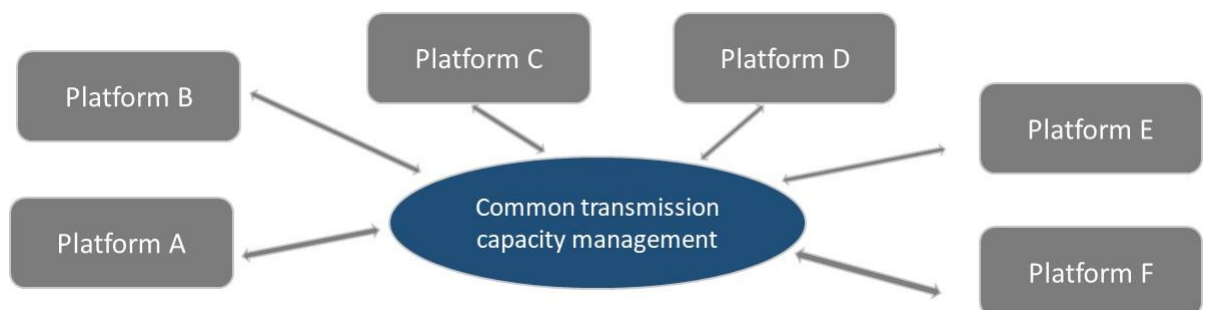 Platform C
Platform D
Platform B
Platform E
Common transmission
capacity management
Platform A
Platform F